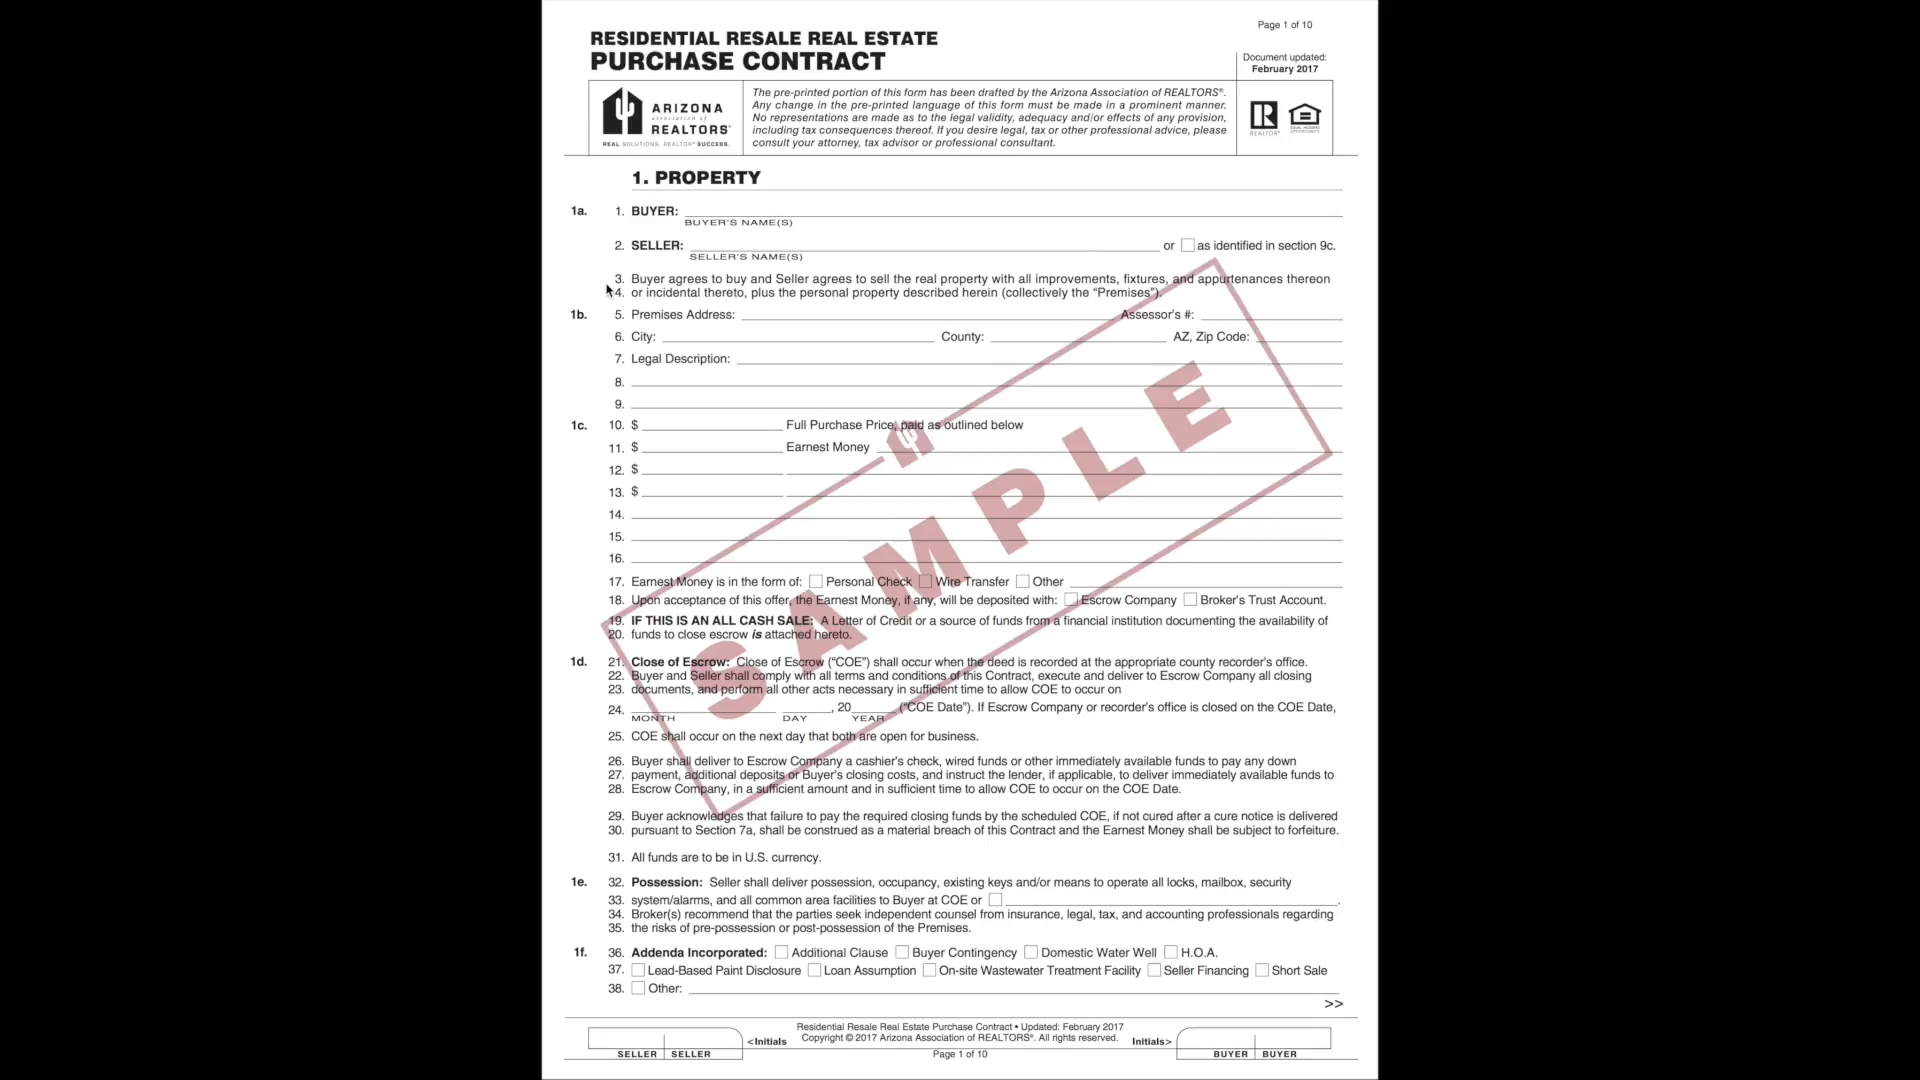 Page 1 of 10
RESIDENTIAL RESALE REAL ESTATE
PURCHASE CONTRACT
Document updated:
February 2017
ARIZONA
association of
REALTORS®
REAL SOLUTIONS. REALTOR® SUCCESS.
The pre-printed portion of this form has been drafted by the Arizona Association of REALTORS®.
Any change in the pre-printed language of this form must be made in a prominent manner.
No representations are made as to the legal validity, adequacy and/or effects of any provision,
including tax consequences thereof. If you desire legal, tax or other professional advice, please
consult your attorney, tax advisor or professional consultant.
REALTOR®
EQUAL HOUSING
OPPORTUNITY
1. PROPERTY
1a. 1. BUYER:
BUYER'S NAME(S)
2. SELLER: or as identified in section 9c.
SELLER'S NAME(S)
3. Buyer agrees to buy and Seller agrees to sell the real property with all improvements, fixtures, and appurtenances thereon
4. or incidental thereto, plus the personal property described herein (collectively the “Premises”).
1b. 5. Premises Address: Assessor’s #:
6. City: County: AZ, Zip Code:
7. Legal Description:
8.
9.
1c. 10. $ Full Purchase Price, paid as outlined below
11. $ Earnest Money
12. $
13. $
14.
15.
16.
17. Earnest Money is in the form of: Personal Check Wire Transfer Other
18. Upon acceptance of this offer, the Earnest Money, if any, will be deposited with: Escrow Company Broker’s Trust Account.
19. IF THIS IS AN ALL CASH SALE: A Letter of Credit or a source of funds from a financial institution documenting the availability of
20. funds to close escrow is attached hereto.
1d. 21. Close of Escrow: Close of Escrow (“COE”) shall occur when the deed is recorded at the appropriate county recorder’s office.
22. Buyer and Seller shall comply with all terms and conditions of this Contract, execute and deliver to Escrow Company all closing
23. documents, and perform all other acts necessary in sufficient time to allow COE to occur on
24. , 20 (“COE Date”). If Escrow Company or recorder’s office is closed on the COE Date,
MONTH DAY YEAR
25. COE shall occur on the next day that both are open for business.
26. Buyer shall deliver to Escrow Company a cashier’s check, wired funds or other immediately available funds to pay any down
27. payment, additional deposits or Buyer’s closing costs, and instruct the lender, if applicable, to deliver immediately available funds to
28. Escrow Company, in a sufficient amount and in sufficient time to allow COE to occur on the COE Date.
29. Buyer acknowledges that failure to pay the required closing funds by the scheduled COE, if not cured after a cure notice is delivered
30. pursuant to Section 7a, shall be construed as a material breach of this Contract and the Earnest Money shall be subject to forfeiture.
31. All funds are to be in U.S. currency.
1e. 32. Possession: Seller shall deliver possession, occupancy, existing keys and/or means to operate all locks, mailbox, security
33. system/alarms, and all common area facilities to Buyer at COE or .
34. Broker(s) recommend that the parties seek independent counsel from insurance, legal, tax, and accounting professionals regarding
35. the risks of pre-possession or post-possession of the Premises.
1f. 36. Addenda Incorporated: Additional Clause Buyer Contingency Domestic Water Well H.O.A.
37. Lead-Based Paint Disclosure Loan Assumption On-site Wastewater Treatment Facility Seller Financing Short Sale
38. Other:
>>
SAMPLE
Residential Resale Real Estate Purchase Contract • Updated: February 2017
Copyright © 2017 Arizona Association of REALTORS®. All rights reserved.
<Initials Initials>
SELLER SELLER Page 1 of 10 BUYER BUYER